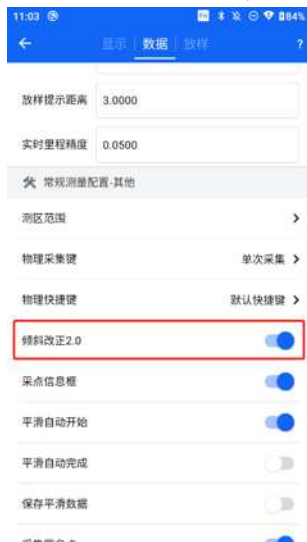 11:03
84%
显示 数据 放样 ?
放样提示距离 3.0000
实时里程精度 0.0500
常规测量配置-其他
测区范围
物理采集键 单次采集
物理快捷键 默认快捷键
倾斜改正2.0
采点信息框
平滑自动开始
平滑自动完成
保存平滑数据